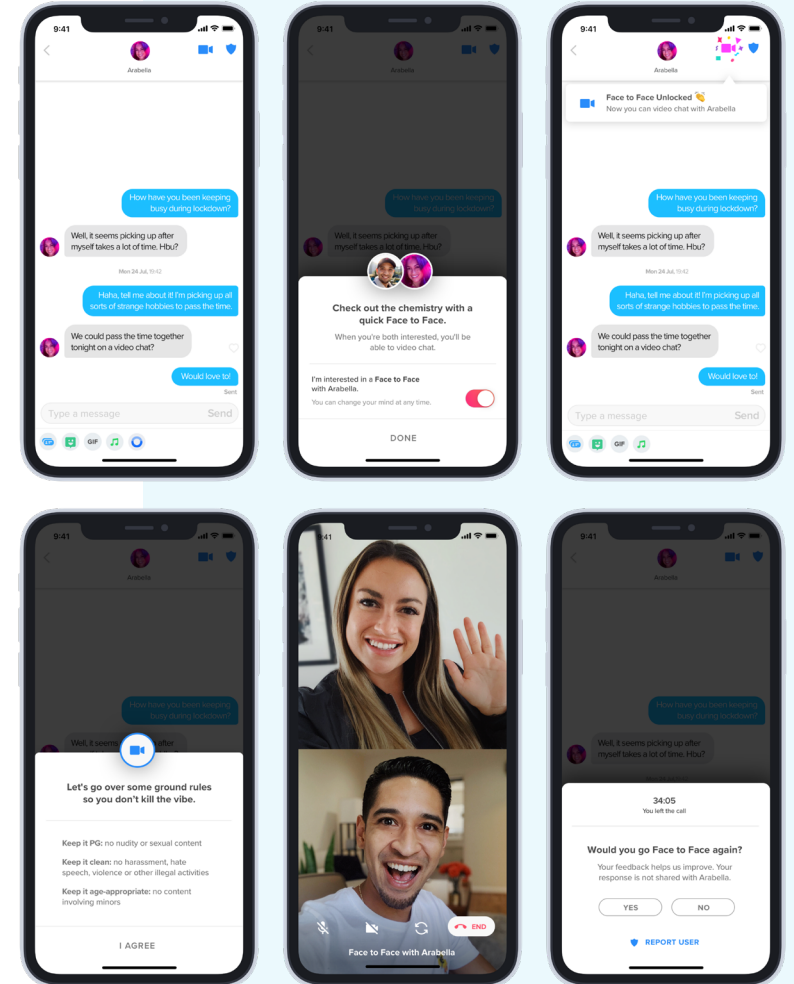 9:41
Arabella
How have you been keeping
busy during lockdown?
Well, it seems picking up after
myself takes a lot of time. Hbu?
Mon 24 Jul, 19:42
Haha, tell me about it! I'm picking up all
sorts of strange hobbies to pass the time.
We could pass the time together
tonight on a video chat?
Would love to!
Sent
Type a message
Send
GIF
9:41
Arabella
How have you been keeping
busy during lockdown?
Well, it seems picking up after
myself takes a lot of time. Hbu?
Check out the chemistry with a
quick Face to Face.
When you're both interested, you'll be
able to video chat.
I'm interested in a Face to Face
with Arabella.
You can change your mind at any time.
DONE
9:41
Arabella
Face to Face Unlocked 👏
Now you can video chat with Arabella
How have you been keeping
busy during lockdown?
Well, it seems picking up after
myself takes a lot of time. Hbu?
Mon 24 Jul, 19:42
Haha, tell me about it! I'm picking up all
sorts of strange hobbies to pass the time.
We could pass the time together
tonight on a video chat?
Would love to!
Sent
Type a message
Send
GIF
9:41
Arabella
How have you been keeping
busy during lockdown?
Well, it seems after
Let's go over some ground rules
so you don't kill the vibe.
Keep it PG: no nudity or sexual content
Keep it clean: no harassment, hate
speech, violence or other illegal activities
Keep it age-appropriate: no content
involving minors
I AGREE
:41
END
Face to Face with Arabella
9:41
Arabella
How have you been keeping
busy during lockdown?
Well, it seems picking up after
myself takes a lot of time. Hbu?
34:05
You left the call
Would you go Face to Face again?
Your feedback helps us improve. Your
response is not shared with Arabella.
YES
NO
REPORT USER